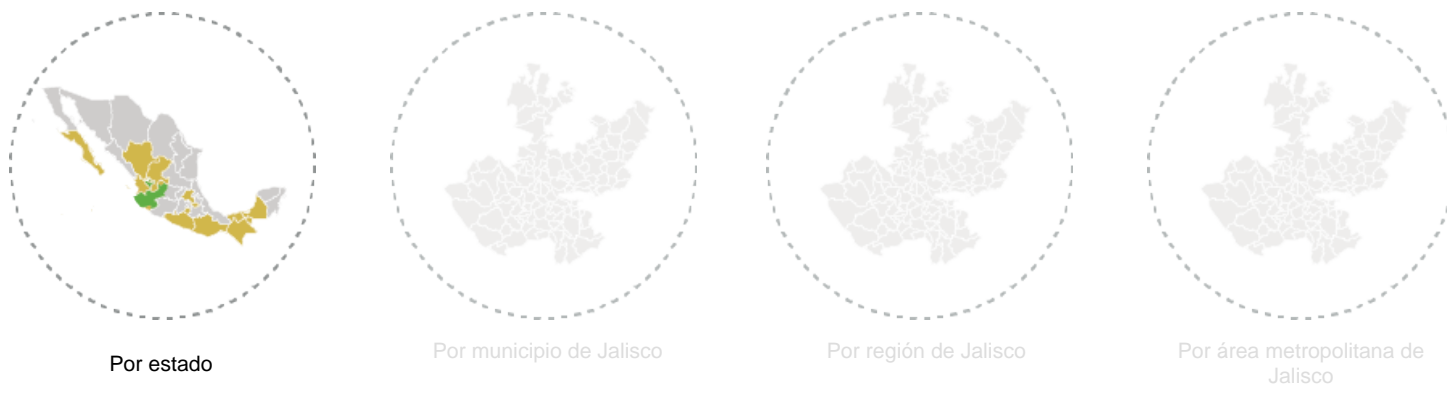 Por estado
Por municipio de Jalisco
Por región de Jalisco
Por área metropolitana de
Jalisco